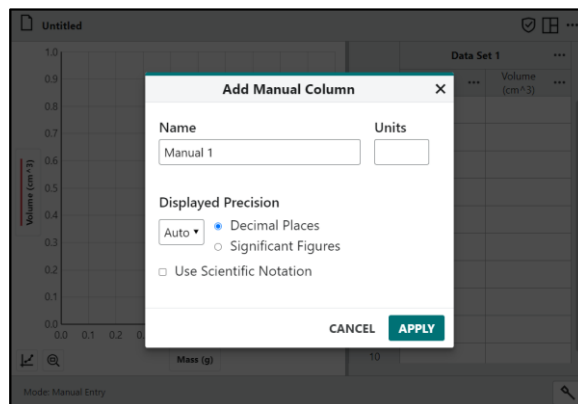 Untitled
Data Set 1
Volume
(cm^3)
1.0
0.9
0.8
0.7
0.6
0.5
0.4
0.3
0.2
0.1
0.0
Volume (cm^3)
Add Manual Column
Name
Units
Manual 1
Displayed Precision
Auto
Decimal Places
Significant Figures
Use Scientific Notation
CANCEL
APPLY
0.0 0.1 0.2 0.
Mass (g)
10
Mode: Manual Entry